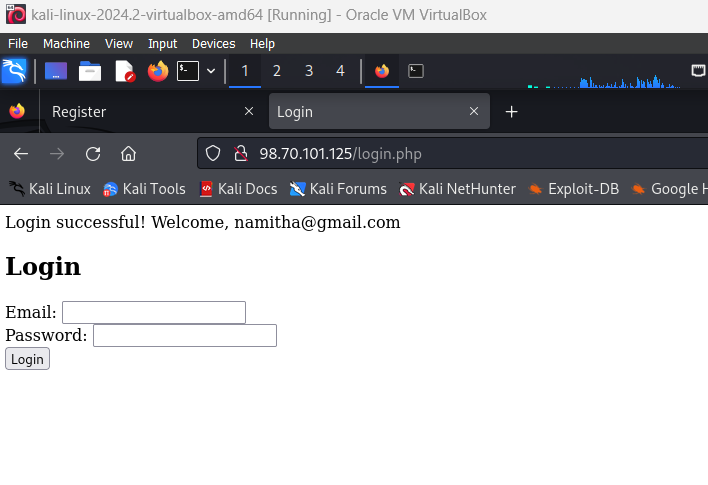 kali-linux-2024.2-virtualbox-amd64 [Running] - Oracle VM VirtualBox
File Machine View Input Devices Help
1 2 3 4
Register Login
98.70.101.125/login.php
Kali Linux Kali Tools Kali Docs Kali Forums Kali NetHunter Exploit-DB Google H
Login successful! Welcome, namitha@gmail.com
Login
Email:
Password:
Login